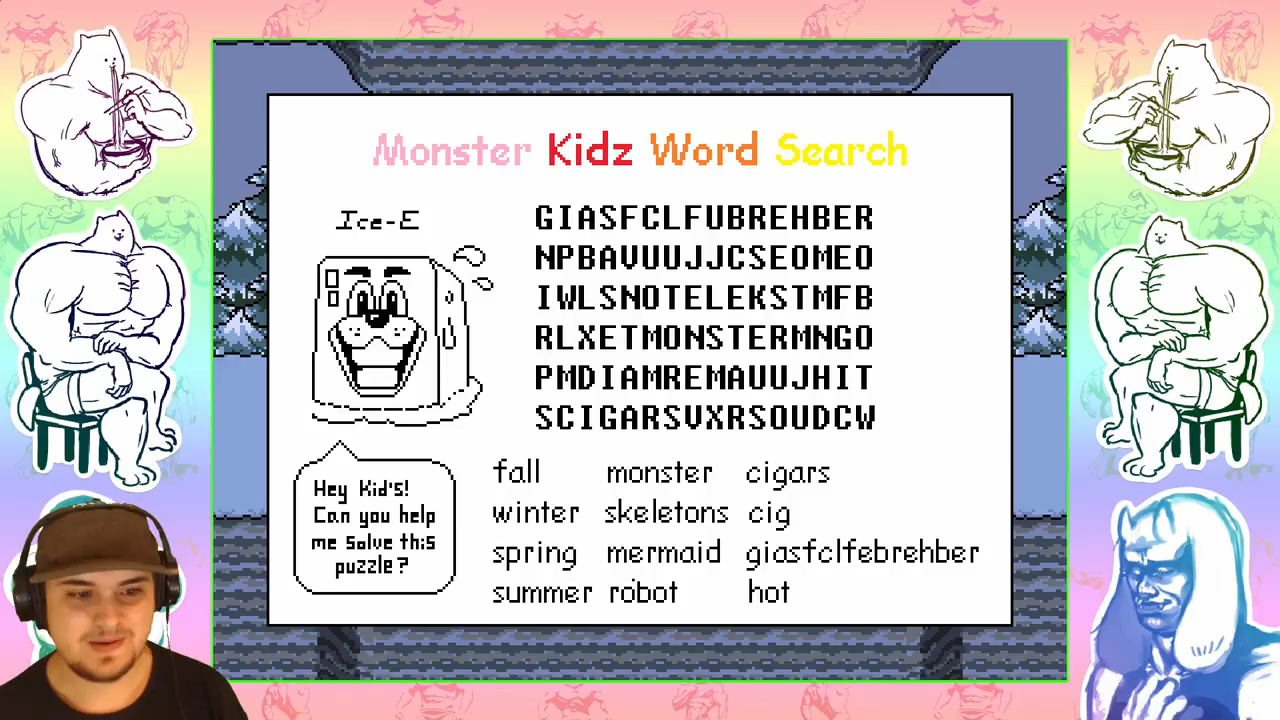 Monster Kidz Word Search
Ice-E
GIASFCLFUBREHBER
NPBAVUUJJCSEOMEO
IWLSNOTELEKSTMFB
RLXETMONSTERMNGO
PMDIAMREMAUUJHIT
SCIGARSVXRSOUDCW
fall monster cigars
winter skeletons cig
spring mermaid giasfclfebrehber
summer robot hot
Hey Kid's!
Can you help
me solve this
puzzle?